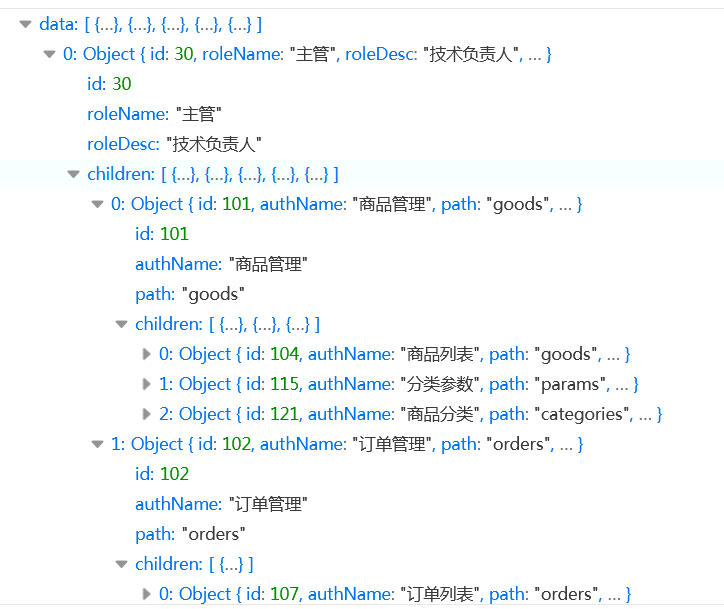 data: [ {…}, {…}, {…}, {…}, {…} ]
0: Object { id: 30, roleName: "主管", roleDesc: "技术负责人", … }
id: 30
roleName: "主管"
roleDesc: "技术负责人"
children: [ {…}, {…}, {…}, {…}, {…} ]
0: Object { id: 101, authName: "商品管理", path: "goods", … }
id: 101
authName: "商品管理"
path: "goods"
children: [ {…}, {…}, {…} ]
0: Object { id: 104, authName: "商品列表", path: "goods", … }
1: Object { id: 115, authName: "分类参数", path: "params", … }
2: Object { id: 121, authName: "商品分类", path: "categories", … }
1: Object { id: 102, authName: "订单管理", path: "orders", … }
id: 102
authName: "订单管理"
path: "orders"
children: [ {…} ]
0: Object { id: 107, authName: "订单列表", path: "orders", … }